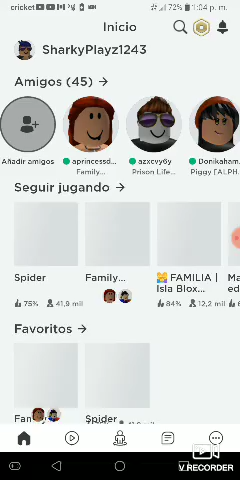 cricket 72% 1:04 p. m.
Inicio
SharkyPlayz1243
Amigos (45) →
Añadir amigos
aprincessd...
Family...
azxcvy6y
Prison Life...
Donikaham...
Piggy [ALPH...
Seguir jugando →
Spider
75% 41,9 mil
Family...
FAMILIA |
Isla Blox...
84% 12,2 mil
Favoritos →
Spider
V RECORDER